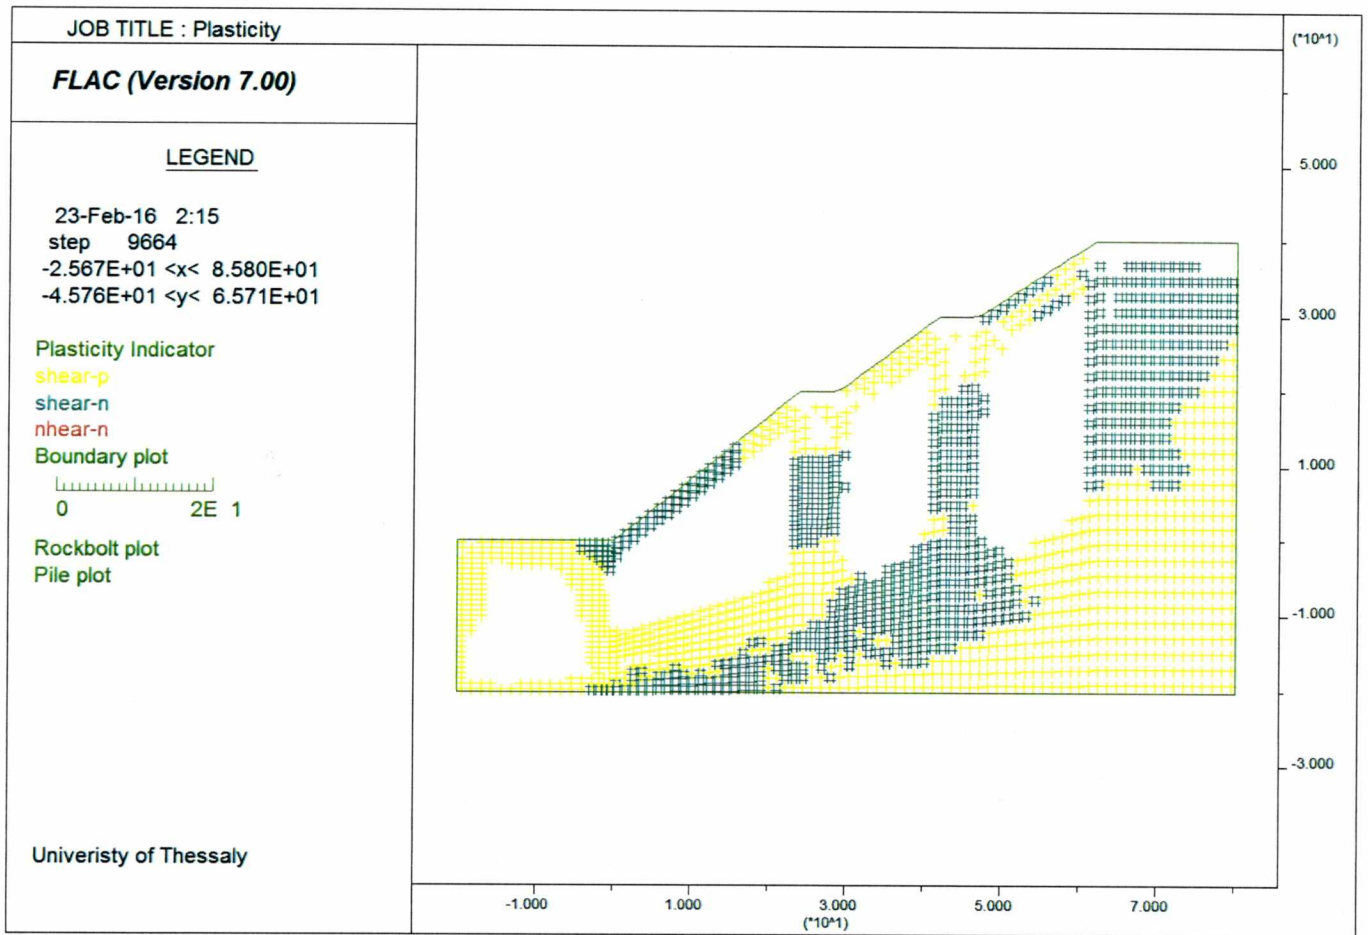 JOB TITLE : Plasticity
FLAC (Version 7.00)
LEGEND
23-Feb-16 2:15
step 9664
-2.567E+01 <x< 8.580E+01
-4.576E+01 <y< 6.571E+01
Plasticity Indicator
shear-p
shear-n
nhear-n
Boundary plot
0 2E 1
Rockbolt plot
Pile plot
Univeristy of Thessaly
(*10^1)
5.000
3.000
1.000
-1.000
-3.000
-1.000 1.000 3.000 5.000 7.000
(*10^1)